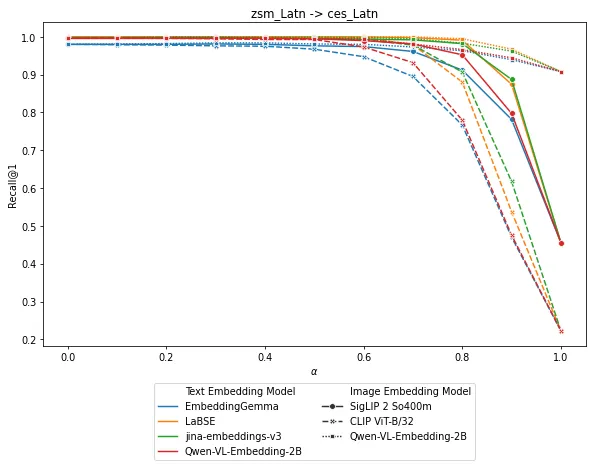 zsm_Latn -> ces_Latn
Recall@1
1.0
0.9
0.8
0.7
0.6
0.5
0.4
0.3
0.2
0.0 0.2 0.4 0.6 0.8 1.0
α
Text Embedding Model
EmbeddingGemma
LaBSE
jina-embeddings-v3
Qwen-VL-Embedding-2B
Image Embedding Model
SigLIP 2 So400m
CLIP ViT-B/32
Qwen-VL-Embedding-2B